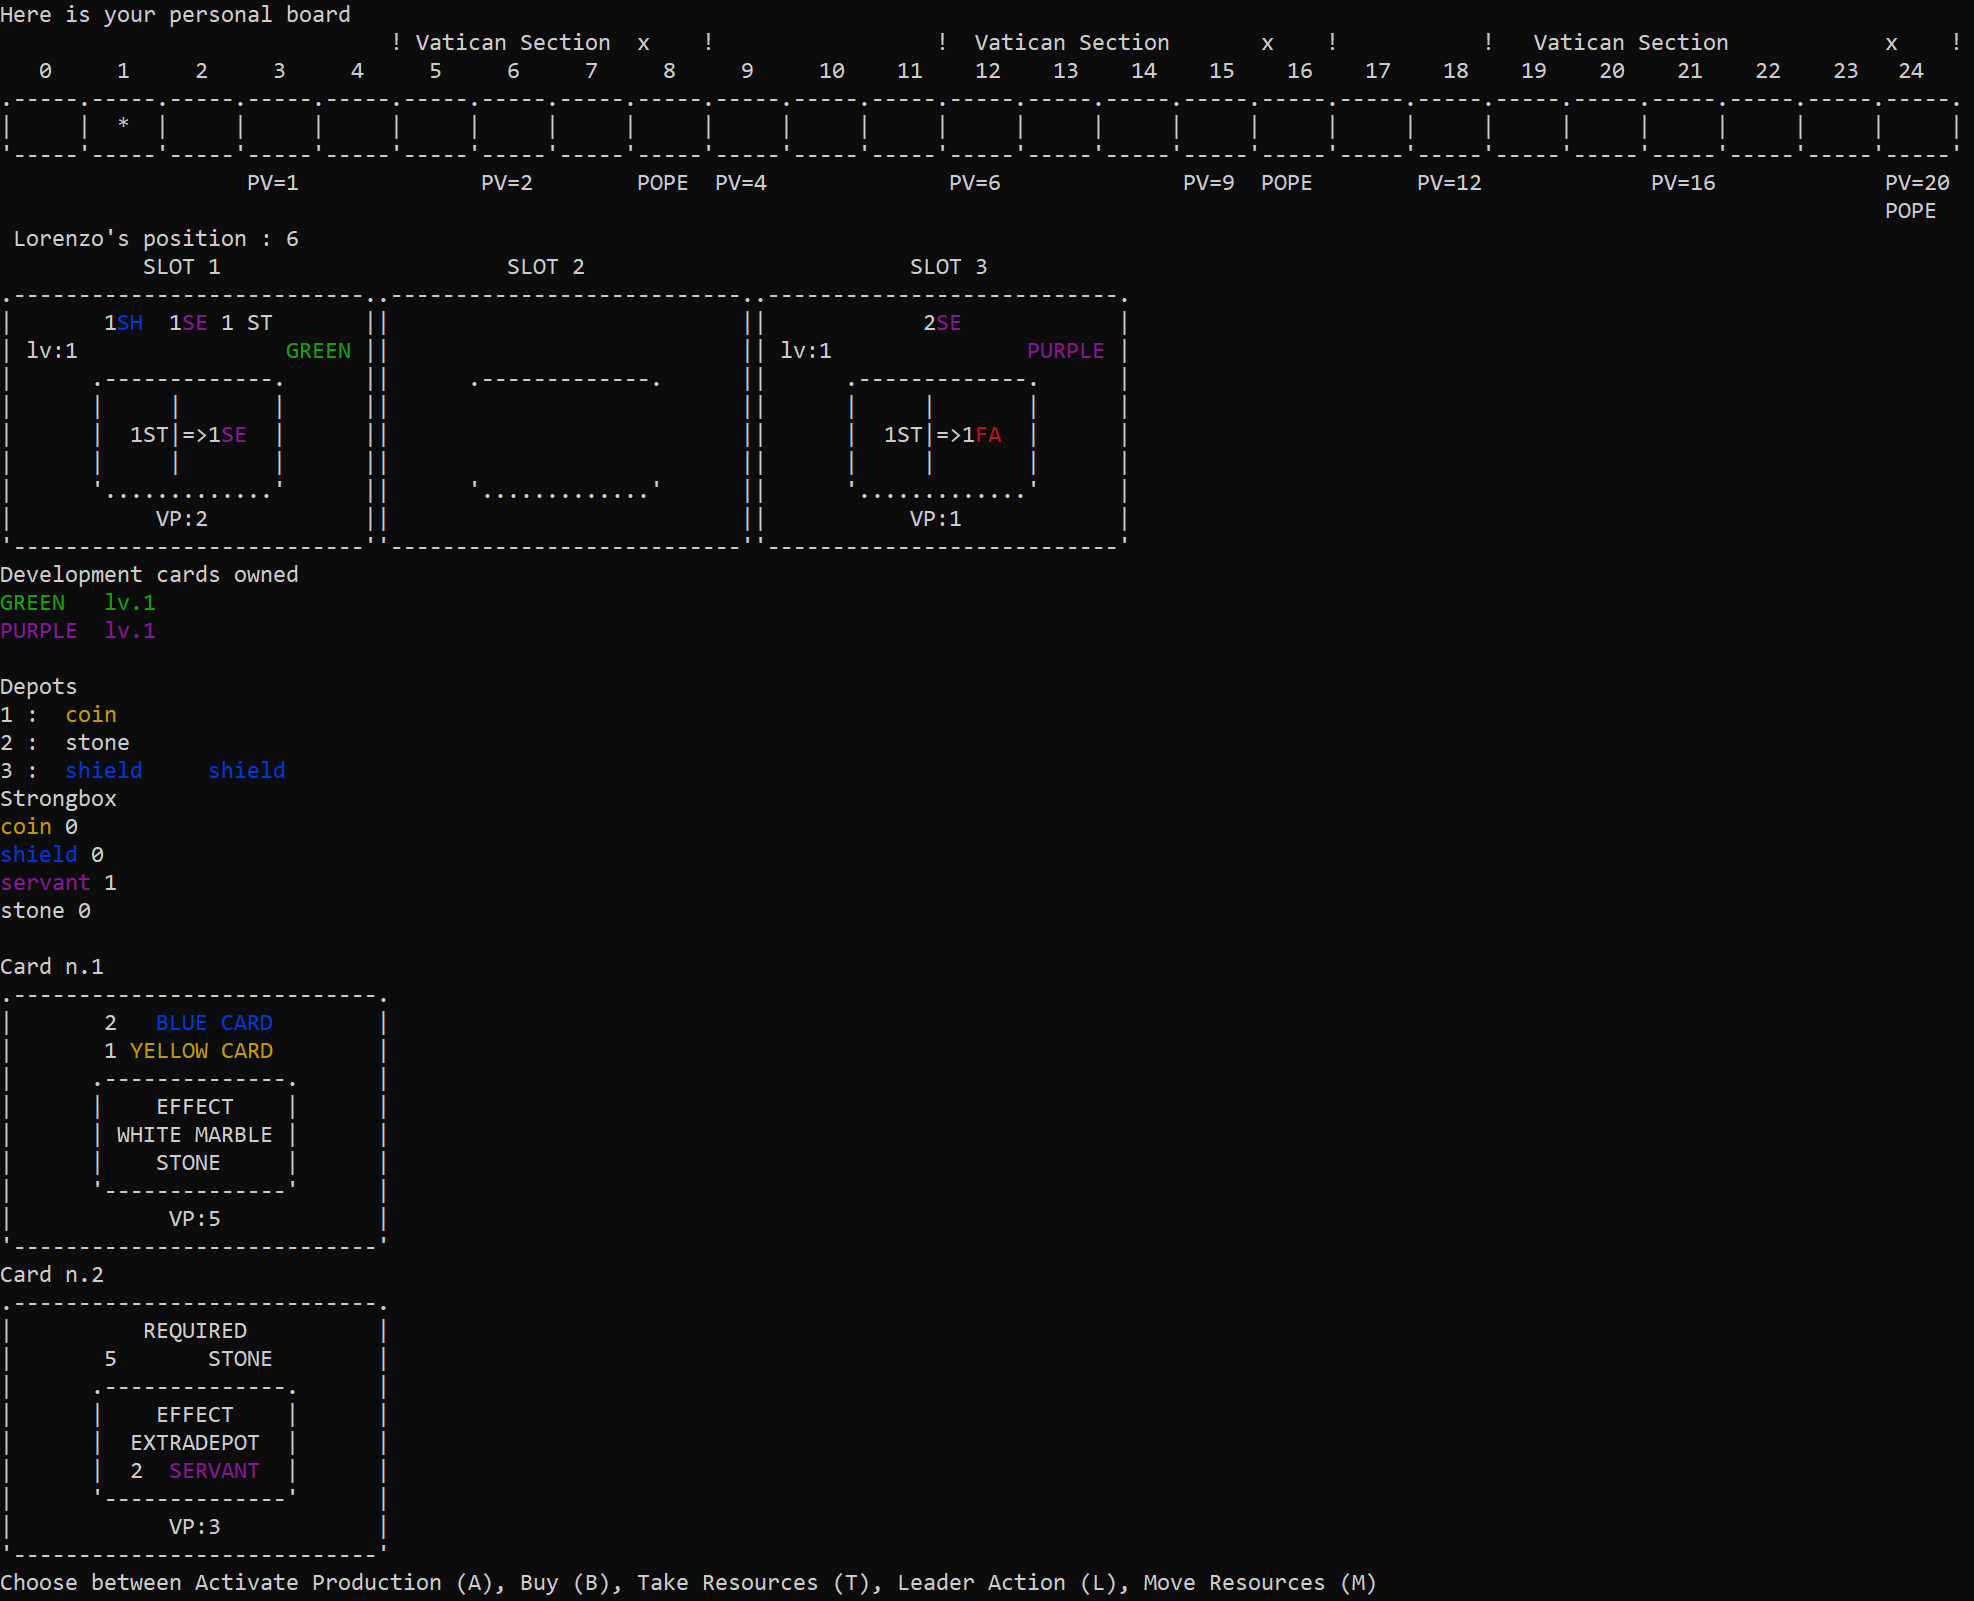 Here is your personal board
! Vatican Section x ! ! Vatican Section x ! ! Vatican Section x !
0 1 2 3 4 5 6 7 8 9 10 11 12 13 14 15 16 17 18 19 20 21 22 23 24
.-----.-----.-----.-----.-----.-----.-----.-----.-----.-----.-----.-----.-----.-----.-----.-----.-----.-----.-----.-----.-----.-----.-----.-----.-----.
| | * | | | | | | | | | | | | | | | | | | | | | | | |
'-----'-----'-----'-----'-----'-----'-----'-----'-----'-----'-----'-----'-----'-----'-----'-----'-----'-----'-----'-----'-----'-----'-----'-----'-----'
PV=1 PV=2 POPE PV=4 PV=6 PV=9 POPE PV=12 PV=16 PV=20
POPE
Lorenzo's position : 6
SLOT 1 SLOT 2 SLOT 3
.---------------------------..---------------------------..---------------------------.
| 1SH 1SE 1 ST || || 2SE |
| lv:1 GREEN || || lv:1 PURPLE |
| .-------------. || .-------------. || .-------------. |
| | | | || || | | | |
| | 1ST|=>1SE | || || | 1ST|=>1FA | |
| | | | || || | | | |
| '.............' || '.............' || '.............' |
| VP:2 || || VP:1 |
'---------------------------''---------------------------''---------------------------'
Development cards owned
GREEN lv.1
PURPLE lv.1
Depots
1 : coin
2 : stone
3 : shield shield
Strongbox
coin 0
shield 0
servant 1
stone 0
Card n.1
.----------------------------.
| 2 BLUE CARD |
| 1 YELLOW CARD |
| .--------------. |
| | EFFECT | |
| | WHITE MARBLE | |
| | STONE | |
| '--------------' |
| VP:5 |
'----------------------------'
Card n.2
.----------------------------.
| REQUIRED |
| 5 STONE |
| .--------------. |
| | EFFECT | |
| | EXTRADEPOT | |
| | 2 SERVANT | |
| '--------------' |
| VP:3 |
'----------------------------'
Choose between Activate Production (A), Buy (B), Take Resources (T), Leader Action (L), Move Resources (M)